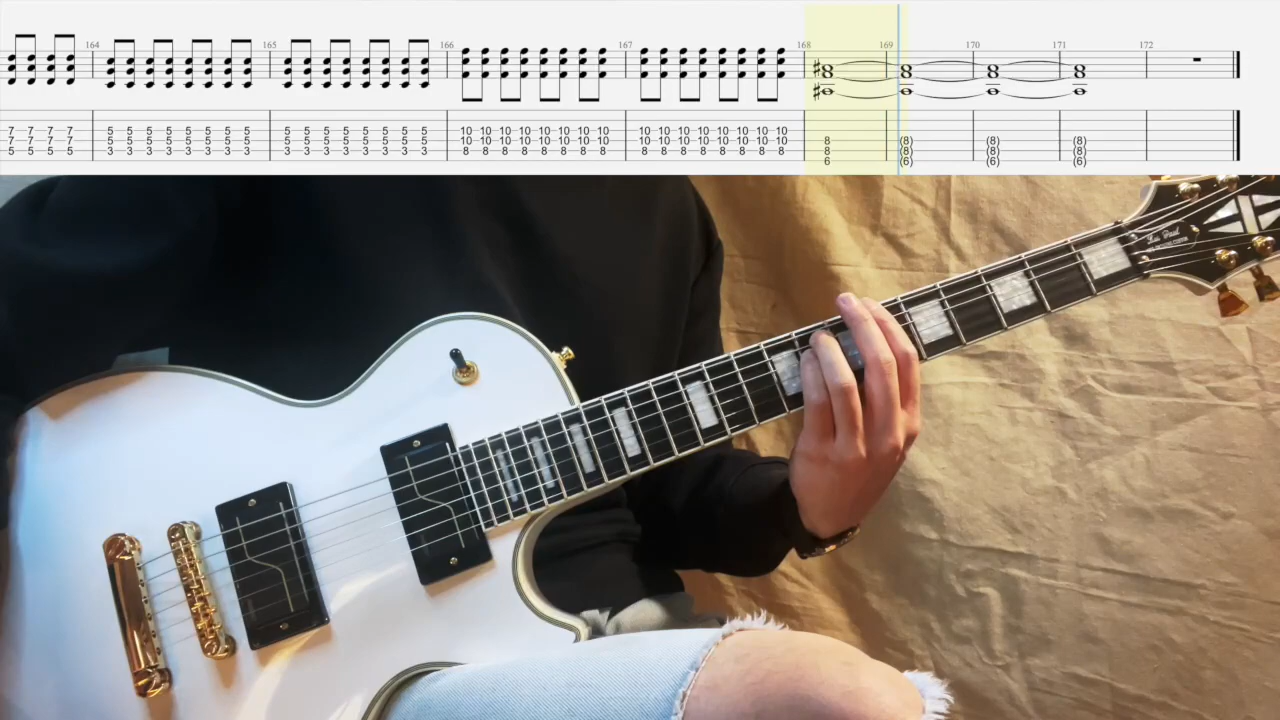 164 165 166 167 168 169 170 171 172
7 7 7 7 5 5 5 5 5 5 5 5 5 5 5 5 5 5 5 5 10 10 10 10 10 10 10 10 10 10 10 10 10 10 10 10
7 7 7 7 5 5 5 5 5 5 5 5 5 5 5 5 5 5 5 5 10 10 10 10 10 10 10 10 10 10 10 10 10 10 10 10 8 (8) (8) (8)
5 5 5 5 3 3 3 3 3 3 3 3 3 3 3 3 3 3 3 3 8 8 8 8 8 8 8 8 8 8 8 8 8 8 8 8 8 (8) (8) (8)
6 (6) (6) (6)
Les Paul